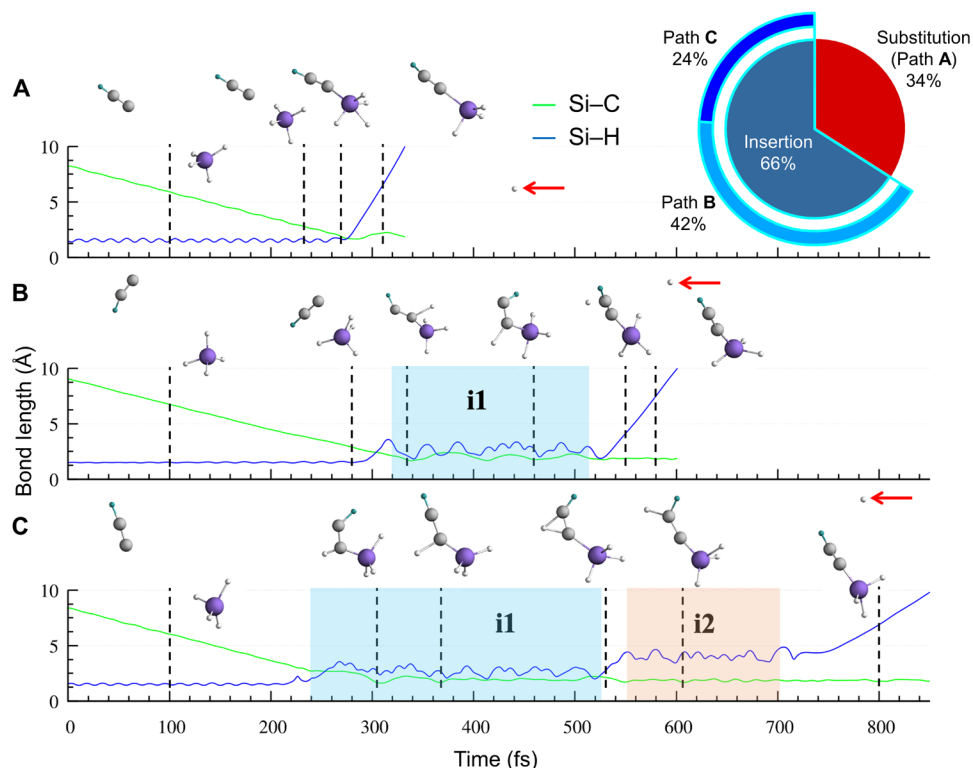 A
Si–C
Si–H
Path C
24%
Substitution
(Path A)
34%
Insertion
66%
Path B
42%
10
5
0
B
10
5
0
i1
C
10
5
0
i1
i2
Bond length (Å)
0
100
200
300
400
500
600
700
800
Time (fs)